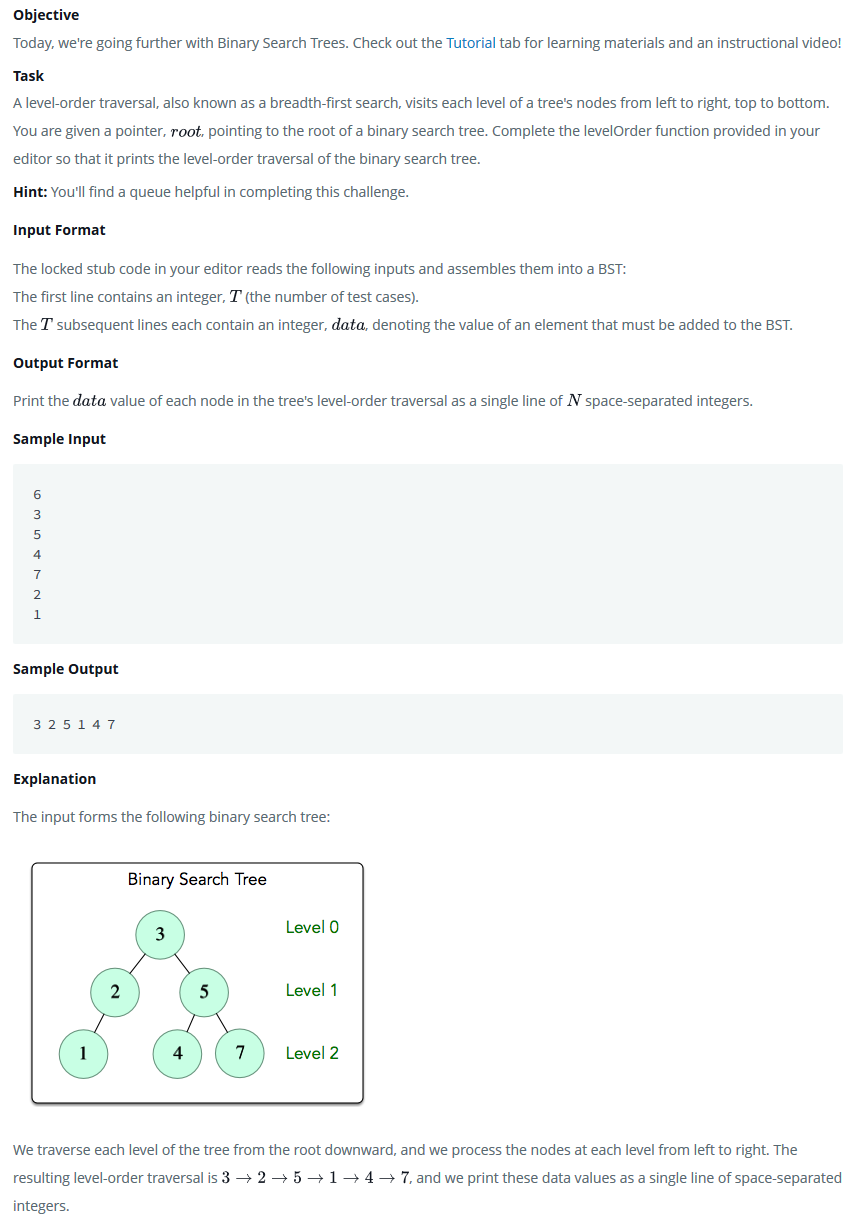 Objective
Today, we're going further with Binary Search Trees. Check out the Tutorial tab for learning materials and an instructional video!
Task
A level-order traversal, also known as a breadth-first search, visits each level of a tree's nodes from left to right, top to bottom.
You are given a pointer, root, pointing to the root of a binary search tree. Complete the levelOrder function provided in your
editor so that it prints the level-order traversal of the binary search tree.
Hint: You'll find a queue helpful in completing this challenge.
Input Format
The locked stub code in your editor reads the following inputs and assembles them into a BST:
The first line contains an integer, T (the number of test cases).
The T subsequent lines each contain an integer, data, denoting the value of an element that must be added to the BST.
Output Format
Print the data value of each node in the tree's level-order traversal as a single line of N space-separated integers.
Sample Input
6
3
5
4
7
2
1
Sample Output
3 2 5 1 4 7
Explanation
The input forms the following binary search tree:
Binary Search Tree
3 Level 0
2 5 Level 1
1 4 7 Level 2
We traverse each level of the tree from the root downward, and we process the nodes at each level from left to right. The
resulting level-order traversal is 3 → 2 → 5 → 1 → 4 → 7, and we print these data values as a single line of space-separated
integers.